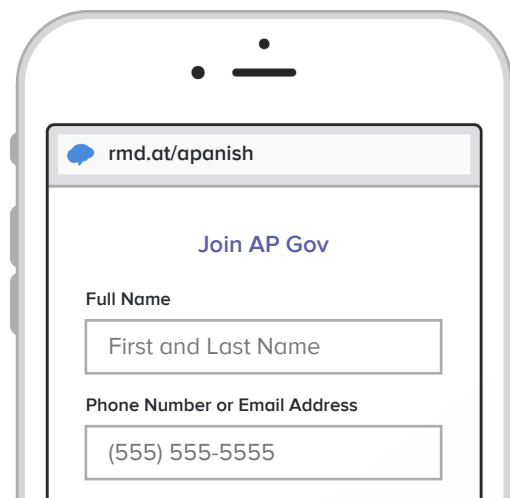 rmd.at/apanish
Join AP Gov
Full Name
First and Last Name
Phone Number or Email Address
(555) 555-5555